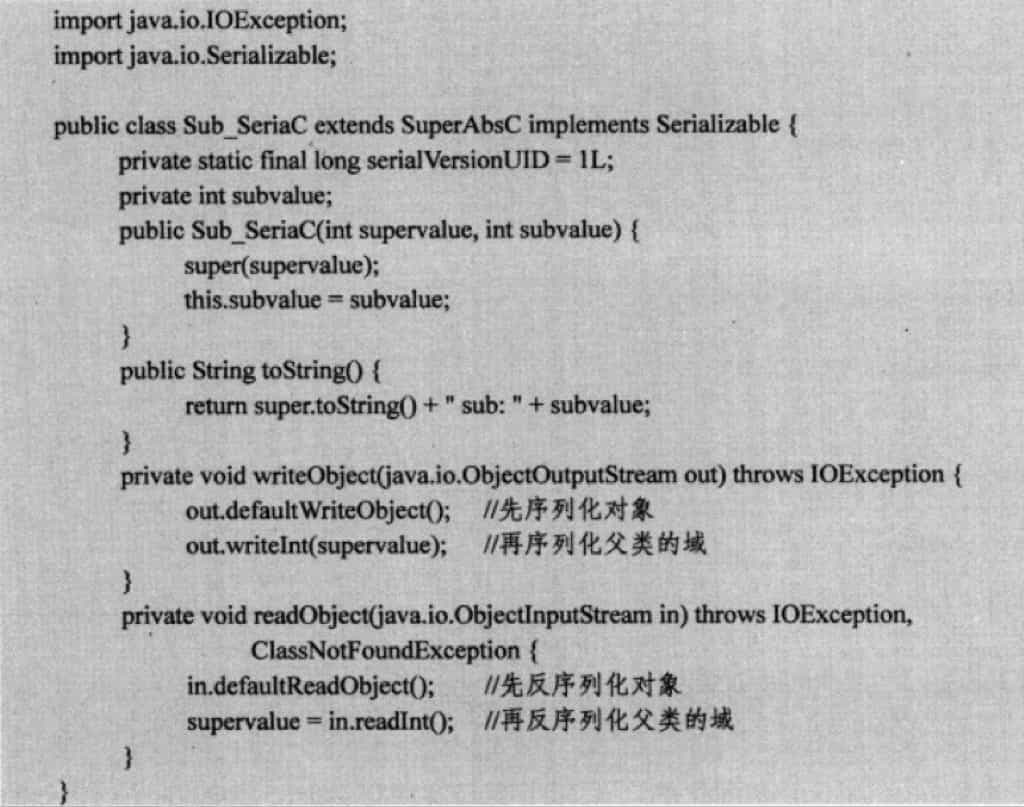 import java.io.IOException;
import java.io.Serializable;
public class Sub_SeriaC extends SuperAbsC implements Serializable {
private static final long serialVersionUID = 1L;
private int subvalue;
public Sub_SeriaC(int supervalue, int subvalue) {
super(supervalue);
this.subvalue = subvalue;
}
public String toString() {
return super.toString() + " sub: " + subvalue;
}
private void writeObject(java.io.ObjectOutputStream out) throws IOException {
out.defaultWriteObject(); //先序列化对象
out.writeInt(supervalue); //再序列化父类的域
}
private void readObject(java.io.ObjectInputStream in) throws IOException,
ClassNotFoundException {
in.defaultReadObject(); //先反序列化对象
supervalue = in.readInt(); //再反序列化父类的域
}
}